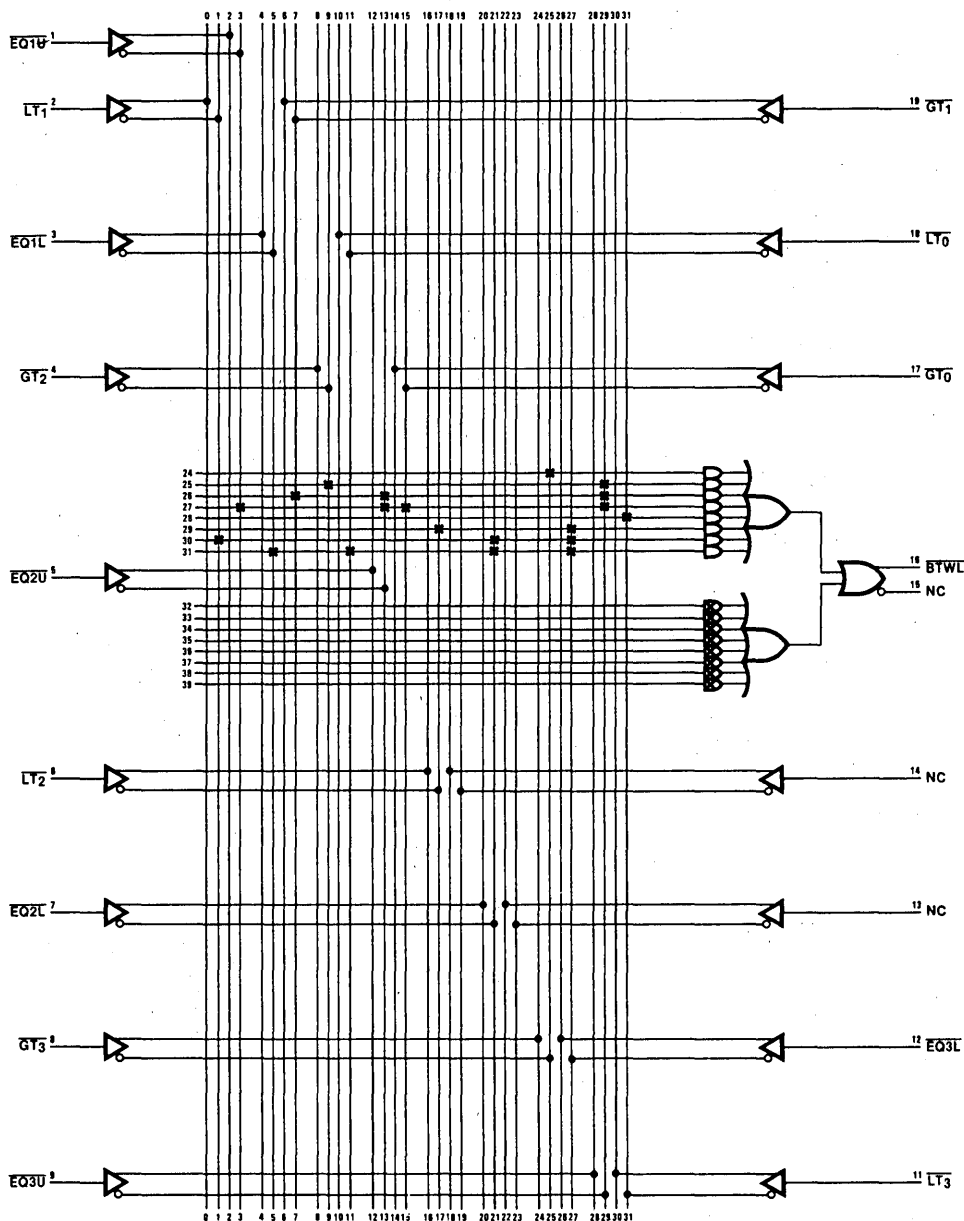 0 1 2 3 4 5 6 7 8 9 10 11 12 13 14 15 16 17 18 19 20 21 22 23 24 25 26 27 28 29 30 31
EQ1U 1
LT1 2
19 GT1
EQ1L 3
18 LT0
GT2 4
17 GT0
24
25
26
27
28
29
30
31
16 BTWL
15 NC
EQ2U 5
32
33
34
35
36
37
38
39
LT2 6
14 NC
EQ2L 7
13 NC
GT3 8
12 EQ3L
EQ3U 9
11 LT3
0 1 2 3 4 5 6 7 8 9 10 11 12 13 14 15 16 17 18 19 20 21 22 23 24 25 26 27 28 29 30 31